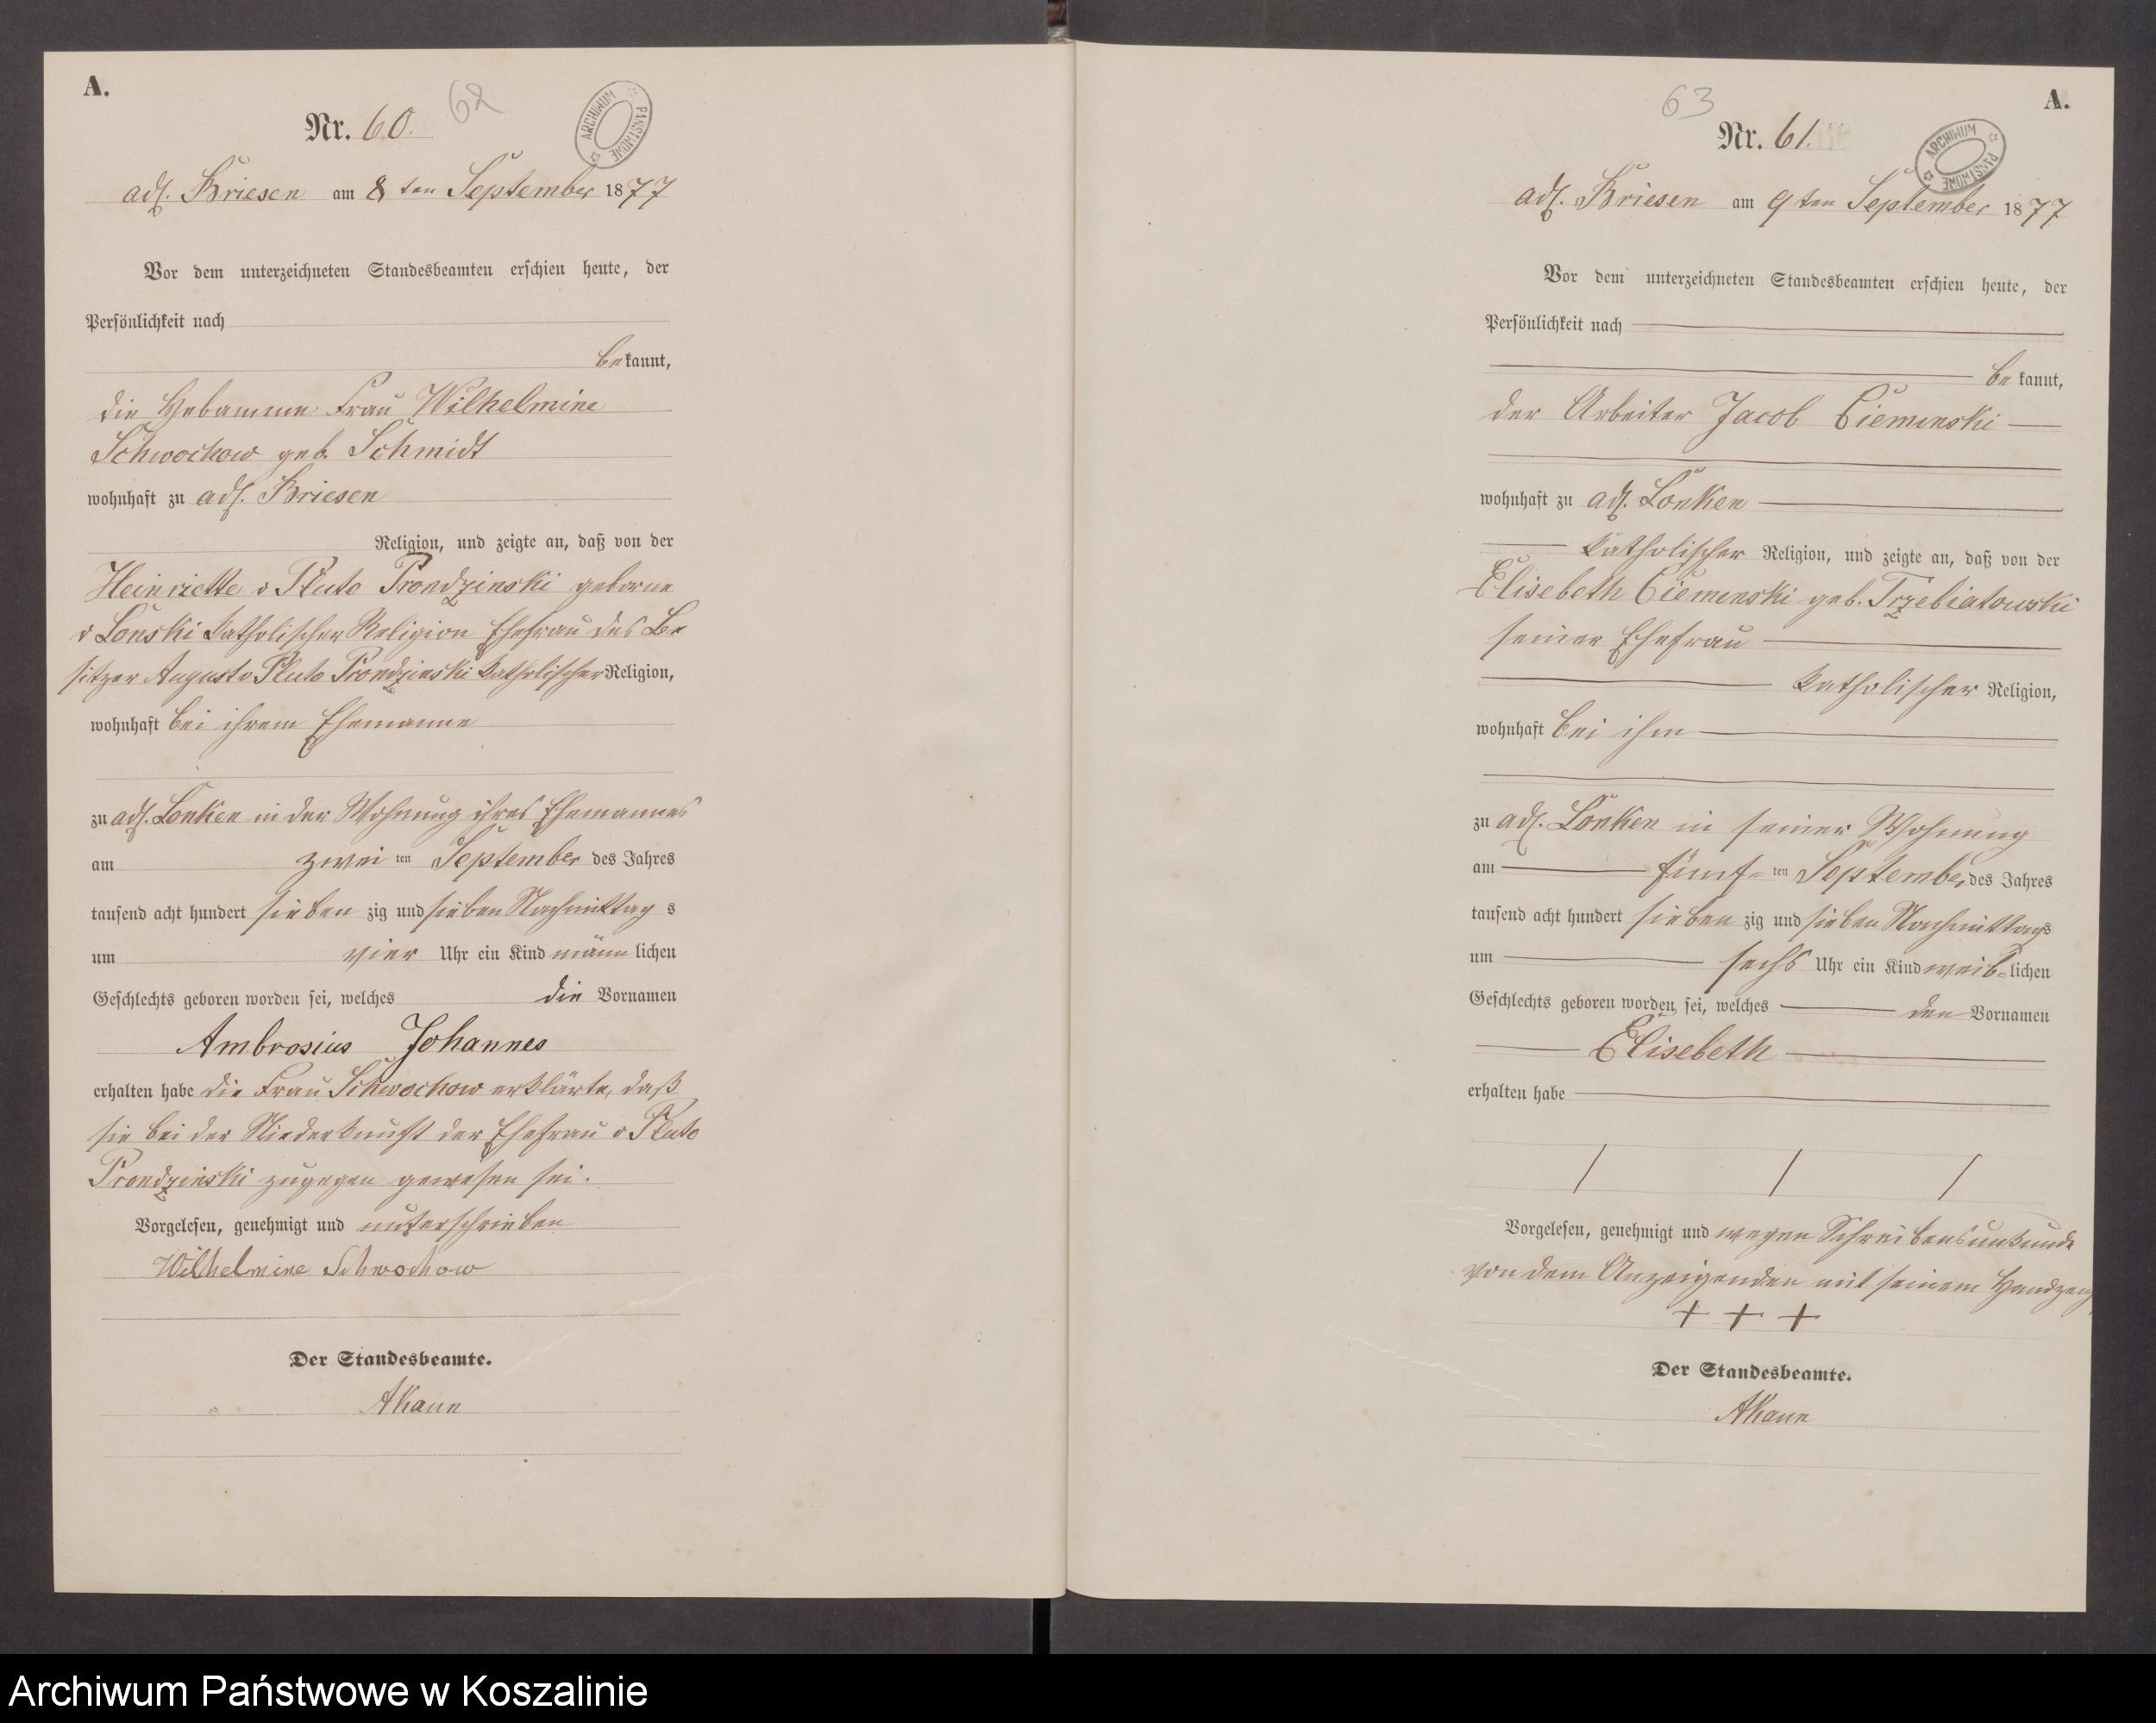 A.
Nr. 60.
62
ARCHIWUM PAŃSTWOWE
adl. Briesen am 8 ten September 1877
Vor dem unterzeichneten Standesbeamten erschien heute, der
Persönlichkeit nach
bekannt,
die Hebamme Frau Wilhelmine
Schwochow geb. Schmidt
wohnhaft zu adl. Briesen
Religion, und zeigte an, daß von der
Heinriette v Pluto Prondzinski geborne
v Lonski katholischer Religion Ehefrau des Be
sitzer August v Pluto Prondzinski katholischer Religion,
wohnhaft bei ihrem Ehemanne
zu adl. Lonken in der Wohnung ihres Ehemannes
am zwei ten September des Jahres
tausend acht hundert sieben zig und sieben Nachmittag s
um vier Uhr ein Kind männ lichen
Geschlechts geboren worden sei, welches die Vornamen
Ambrosius Johannes
erhalten habe die Frau Schwochow erklärte, daß
sie bei der Niederkunft der Ehefrau v Pluto
Prondzinski zugegen gewesen sei.
Vorgelesen, genehmigt und unterschrieben
Wilhelmine Schwochow
Der Standesbeamte.
AKaun
A.
63
Nr. 61.
ARCHIWUM PAŃSTWOWE
adl. Briesen am 9 ten September 1877
Vor dem unterzeichneten Standesbeamten erschien heute, der
Persönlichkeit nach
be kannt,
der Arbeiter Jacob Ciemenski
wohnhaft zu adl. Lonken
katholischer Religion, und zeigte an, daß von der
Elisebeth Ciemenski geb. Trzebiatowski
seiner Ehefrau
katholischer Religion,
wohnhaft bei ihm
zu adl. Lonken in seiner Wohnung
am fünf- ten September des Jahres
tausend acht hundert sieben zig und sieben Nachmittags
um sechs Uhr ein Kind weib- lichen
Geschlechts geboren worden sei, welches den Vornamen
Elisebeth
erhalten habe
Vorgelesen, genehmigt und wegen Schreibensunkunde
von dem Anzeigenden mit seinem Handzeig
+ + +
Der Standesbeamte.
AKaun
Archiwum Państwowe w Koszalinie